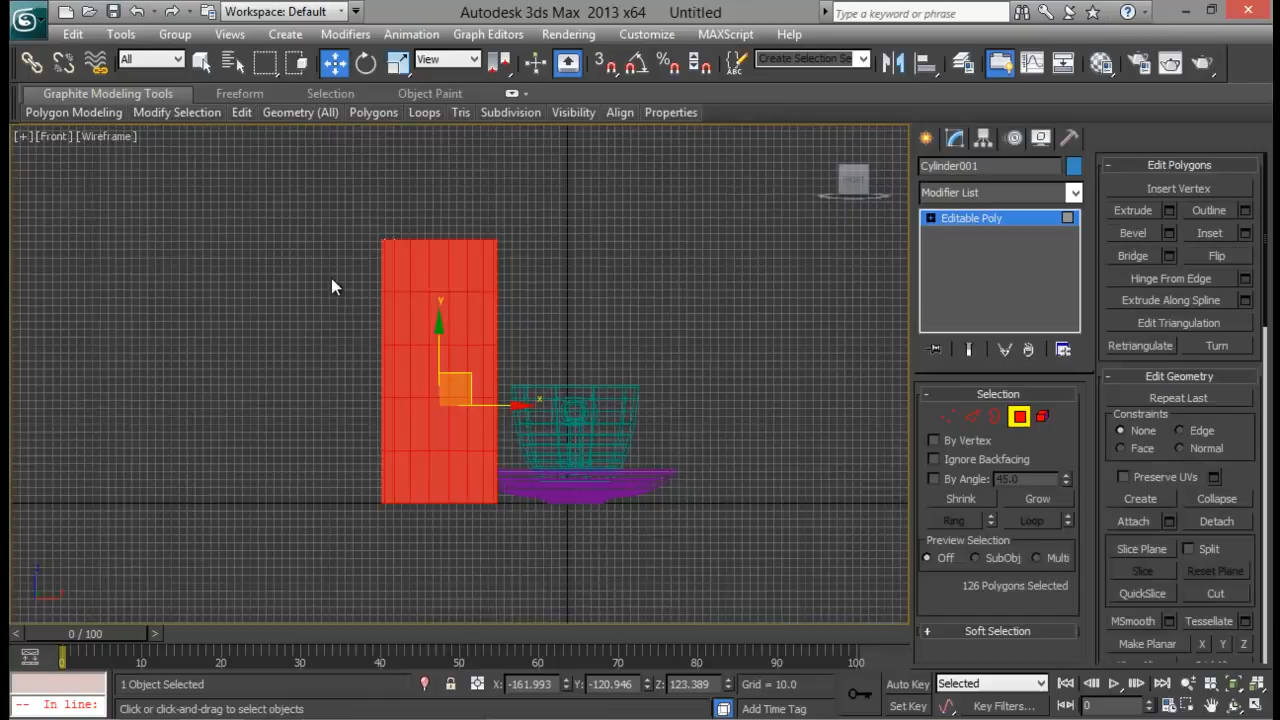 Workspace: Default
Autodesk 3ds Max 2013 x64 Untitled
Type a keyword or phrase
Edit Tools Group Views Create Modifiers Animation Graph Editors Rendering Customize MAXScript Help
All
View
3
Create Selection Se
Graphite Modeling Tools Freeform Selection Object Paint
Polygon Modeling Modify Selection Edit Geometry (All) Polygons Loops Tris Subdivision Visibility Align Properties
[+] [Front] [Wireframe]
FRONT
y
x
z
Cylinder001
Modifier List
Editable Poly
Selection
By Vertex
Ignore Backfacing
By Angle: 45.0
Shrink Grow
Ring Loop
Preview Selection
Off SubObj Multi
126 Polygons Selected
Soft Selection
Edit Polygons
Insert Vertex
Extrude Outline
Bevel Inset
Bridge Flip
Hinge From Edge
Extrude Along Spline
Edit Triangulation
Retriangulate Turn
Edit Geometry
Repeat Last
Constraints
None Edge
Face Normal
Preserve UVs
Create Collapse
Attach Detach
Slice Plane Split
Slice Reset Plane
QuickSlice Cut
MSmooth Tessellate
Make Planar X Y Z
< 0 / 100 >
0 10 20 30 40 50 60 70 80 90 100
1 Object Selected
X: -161.993 Y: -120.946 Z: 123.389 Grid = 10.0
Auto Key Selected
-- In line:
Click or click-and-drag to select objects
Add Time Tag
Set Key Key Filters... 0